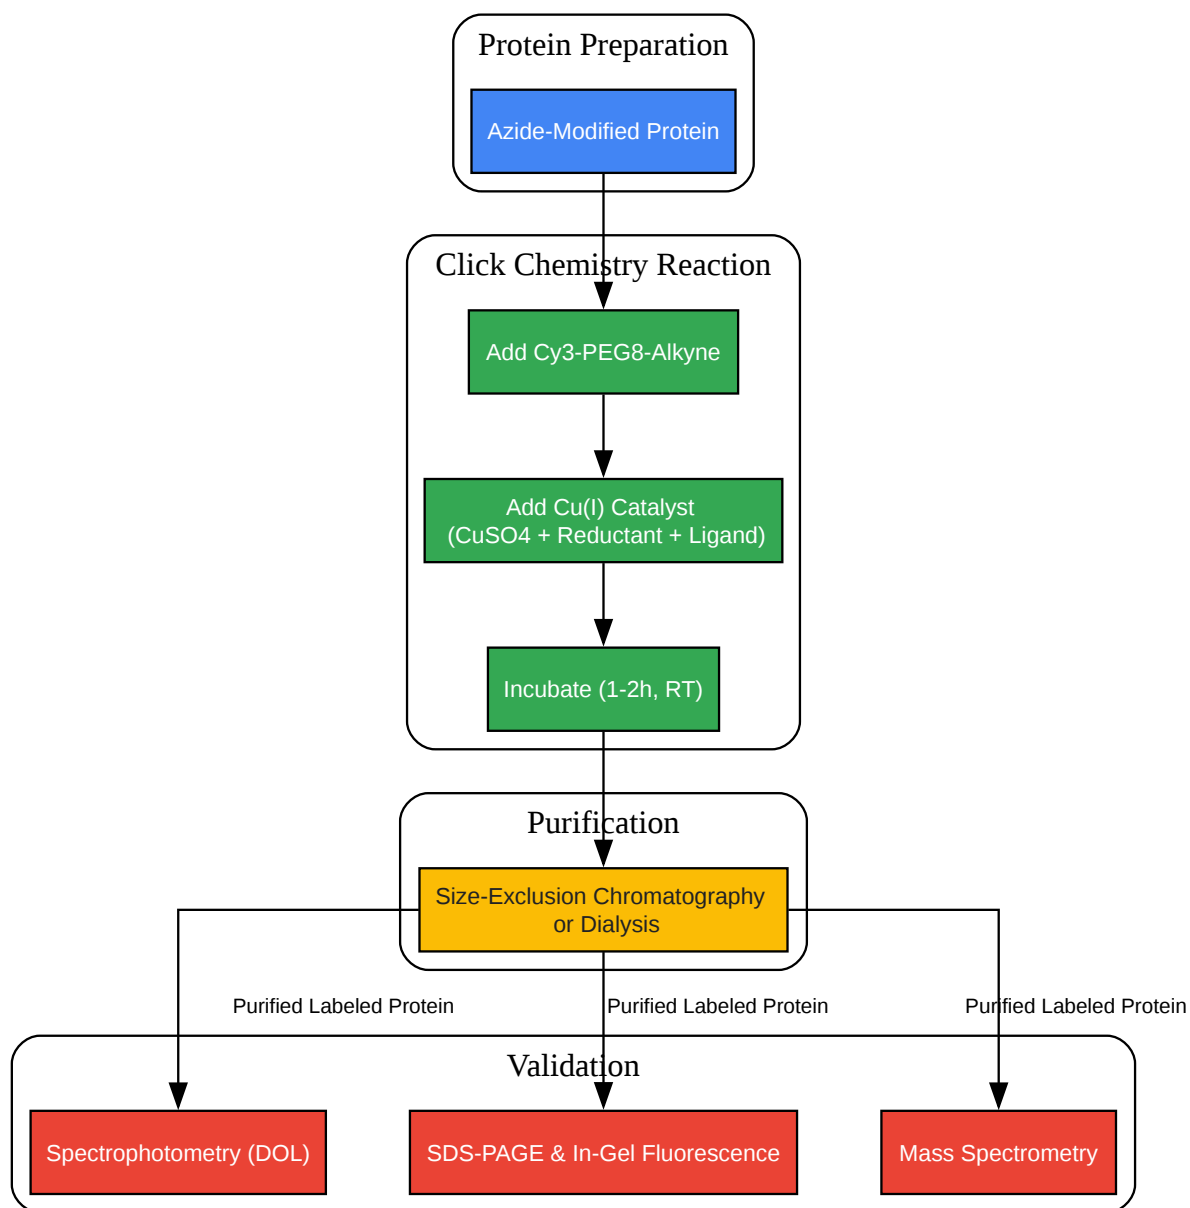 Protein Preparation
Azide-Modified Protein
Click Chemistry Reaction
Add Cy3-PEG8-Alkyne
Add Cu(I) Catalyst
(CuSO4 + Reductant + Ligand)
Incubate (1-2h, RT)
Purification
Size-Exclusion Chromatography
or Dialysis
Purified Labeled Protein
Purified Labeled Protein
Purified Labeled Protein
Validation
Spectrophotometry (DOL)
SDS-PAGE & In-Gel Fluorescence
Mass Spectrometry